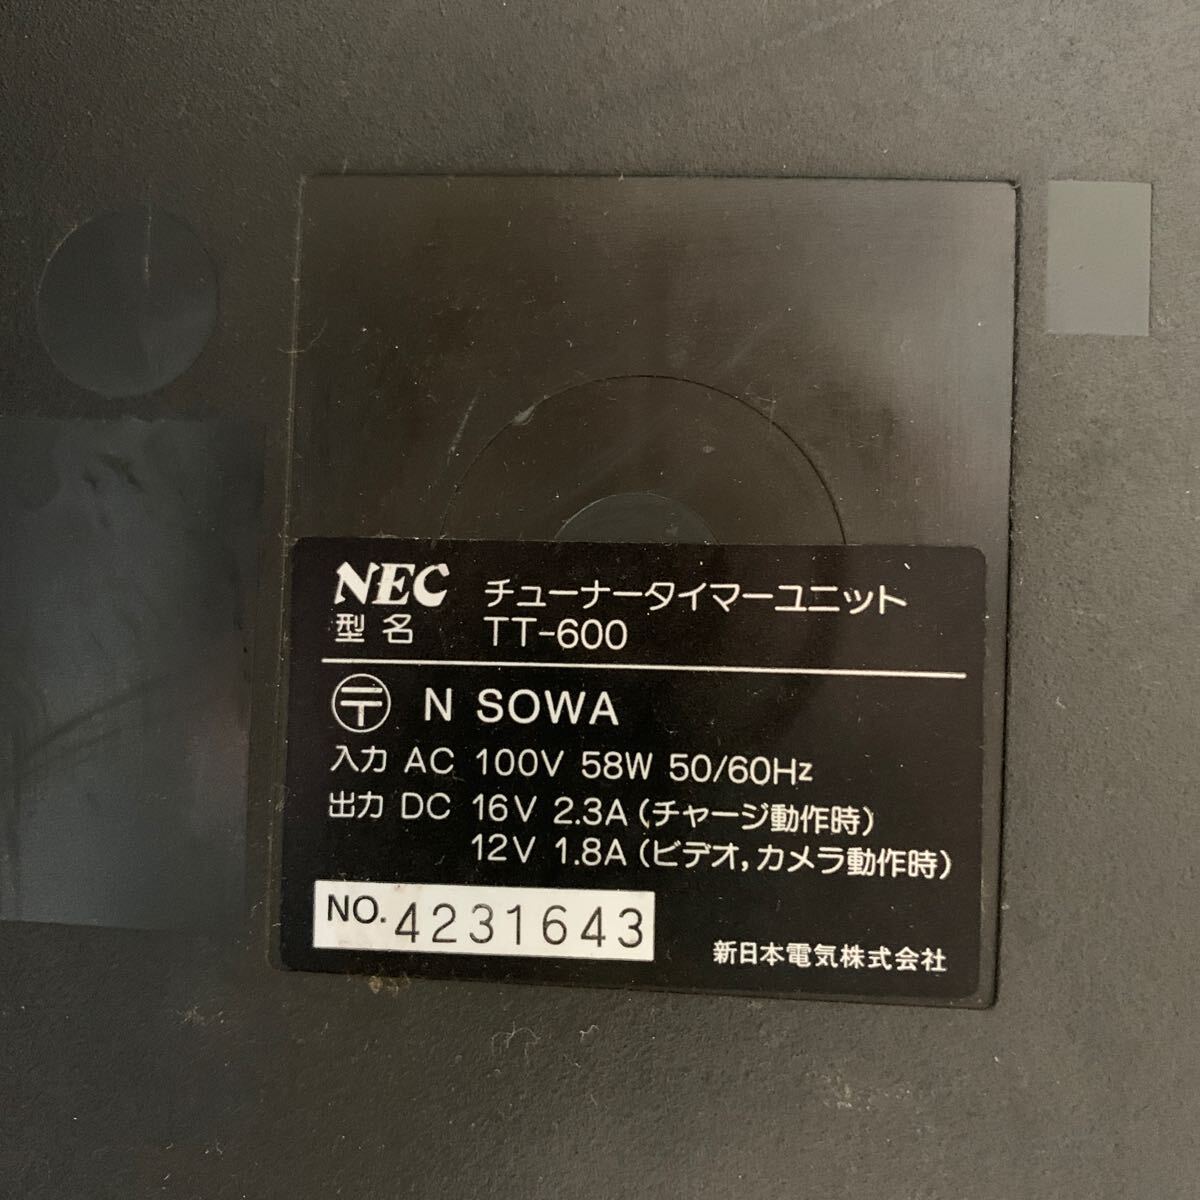 NEC チューナータイマーユニット
型名 TT-600
〒 N SOWA
入力 AC 100V 58W 50/60Hz
出力 DC 16V 2.3A (チャージ動作時)
12V 1.8A (ビデオ,カメラ動作時)
NO. 4231643
新日本電気株式会社